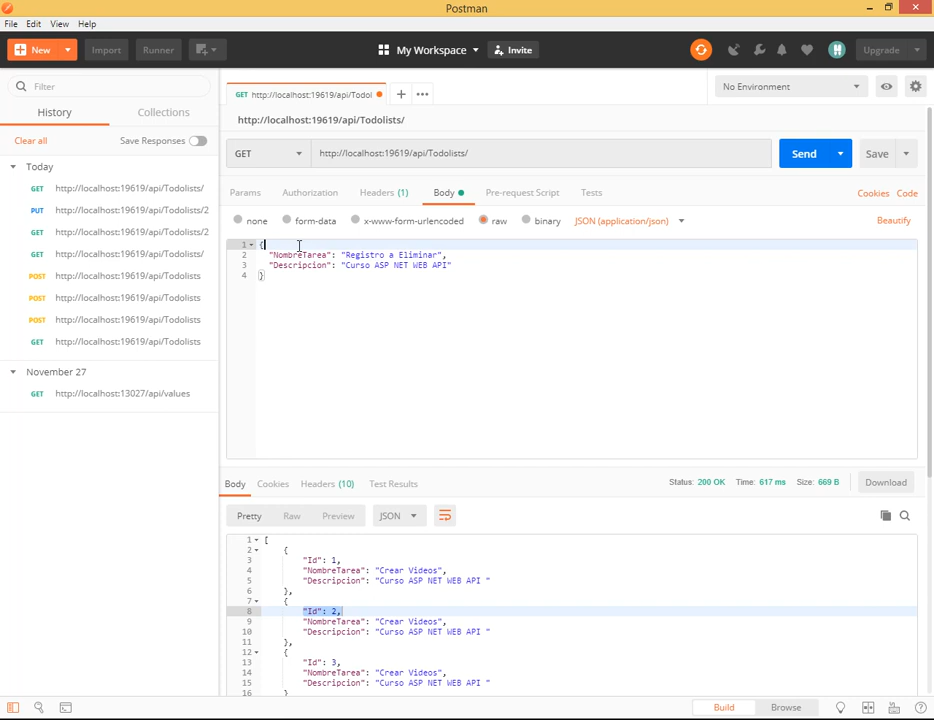 Postman
File Edit View Help
New Import Runner My Workspace Invite Upgrade
Filter
History Collections
Clear all Save Responses
Today
GET http://localhost:19619/api/Todolists/
PUT http://localhost:19619/api/Todolists/2
GET http://localhost:19619/api/Todolists/2
GET http://localhost:19619/api/Todolists/
POST http://localhost:19619/api/Todolists
POST http://localhost:19619/api/Todolists
POST http://localhost:19619/api/Todolists
GET http://localhost:19619/api/Todolists
November 27
GET http://localhost:13027/api/values
GET http://localhost:19619/api/Todol
No Environment
http://localhost:19619/api/Todolists/
GET http://localhost:19619/api/Todolists/ Send Save
Params Authorization Headers (1) Body Pre-request Script Tests Cookies Code
none form-data x-www-form-urlencoded raw binary JSON (application/json) Beautify
1 {
2 "NombreTarea": "Registro a Eliminar",
3 "Descripcion": "Curso ASP NET WEB API"
4 }
Body Cookies Headers (10) Test Results Status: 200 OK Time: 617 ms Size: 669 B Download
Pretty Raw Preview JSON
1 [
2 {
3 "Id": 1,
4 "NombreTarea": "Crear Videos",
5 "Descripcion": "Curso ASP NET WEB API "
6 },
7 {
8 "Id": 2,
9 "NombreTarea": "Crear Videos",
10 "Descripcion": "Curso ASP NET WEB API "
11 },
12 {
13 "Id": 3,
14 "NombreTarea": "Crear Videos",
15 "Descripcion": "Curso ASP NET WEB API "
16 }
Build Browse